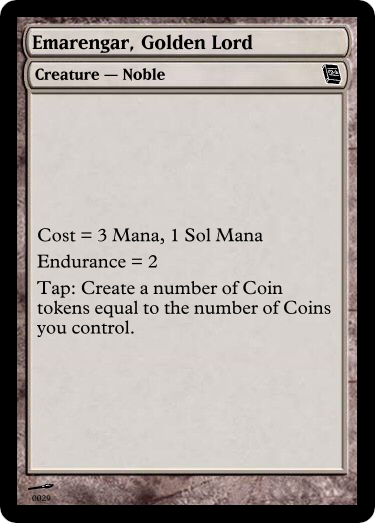 Emarengar, Golden Lord
Creature — Noble
Cost = 3 Mana, 1 Sol Mana
Endurance = 2
Tap: Create a number of Coin
tokens equal to the number of Coins
you control.
0029